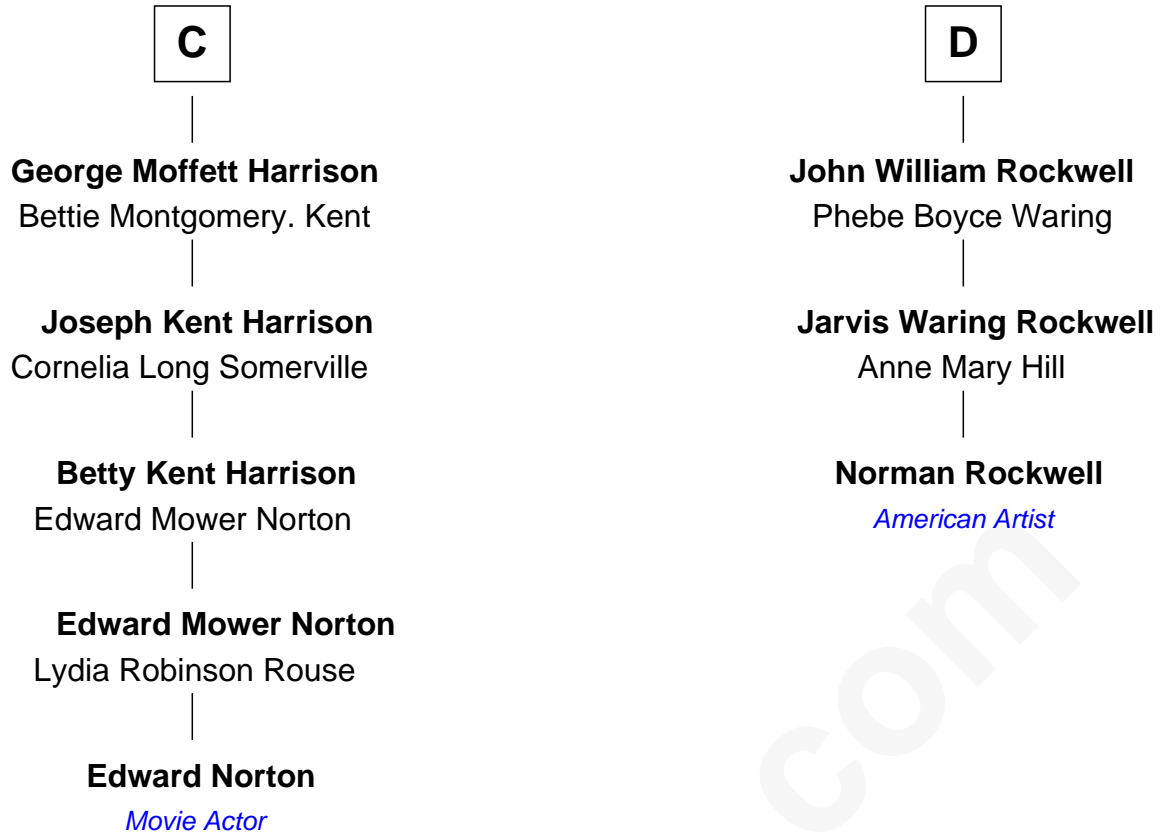 C
George Moffett Harrison
Bettie Montgomery. Kent
Joseph Kent Harrison
Cornelia Long Somerville
Betty Kent Harrison
Edward Mower Norton
Edward Mower Norton
Lydia Robinson Rouse
Edward Norton
Movie Actor
D
John William Rockwell
Phebe Boyce Waring
Jarvis Waring Rockwell
Anne Mary Hill
Norman Rockwell
American Artist
com